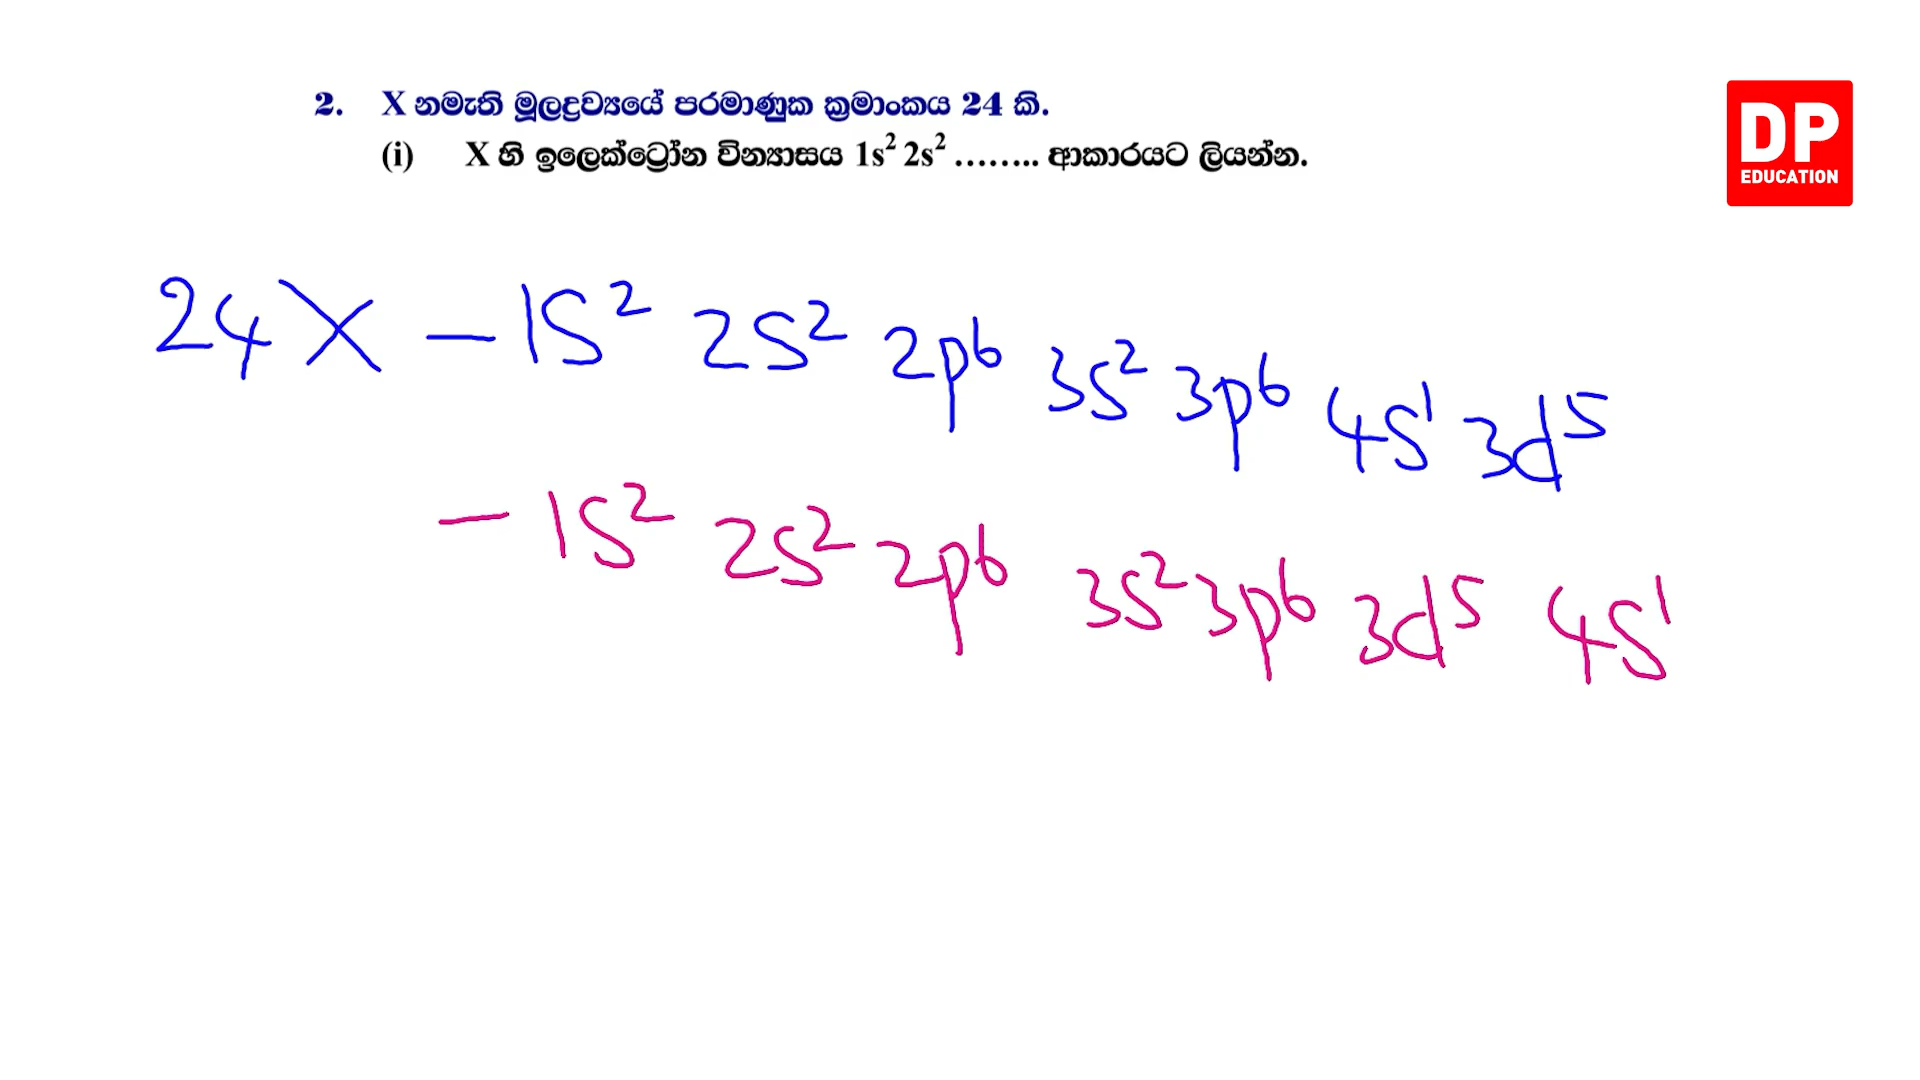 2. X නමැති මූලද්‍රව්‍යයේ පරමාණුක ක්‍රමාංකය 24 කි.
(i) X හි ඉලෙක්ට්‍රෝන වින්‍යාසය 1s² 2s² …….. ආකාරයට ලියන්න.
DP
EDUCATION
24 X – 1s² 2s² 2p⁶ 3s² 3p⁶ 4s¹ 3d⁵
– 1s² 2s² 2p⁶ 3s² 3p⁶ 3d⁵ 4s¹